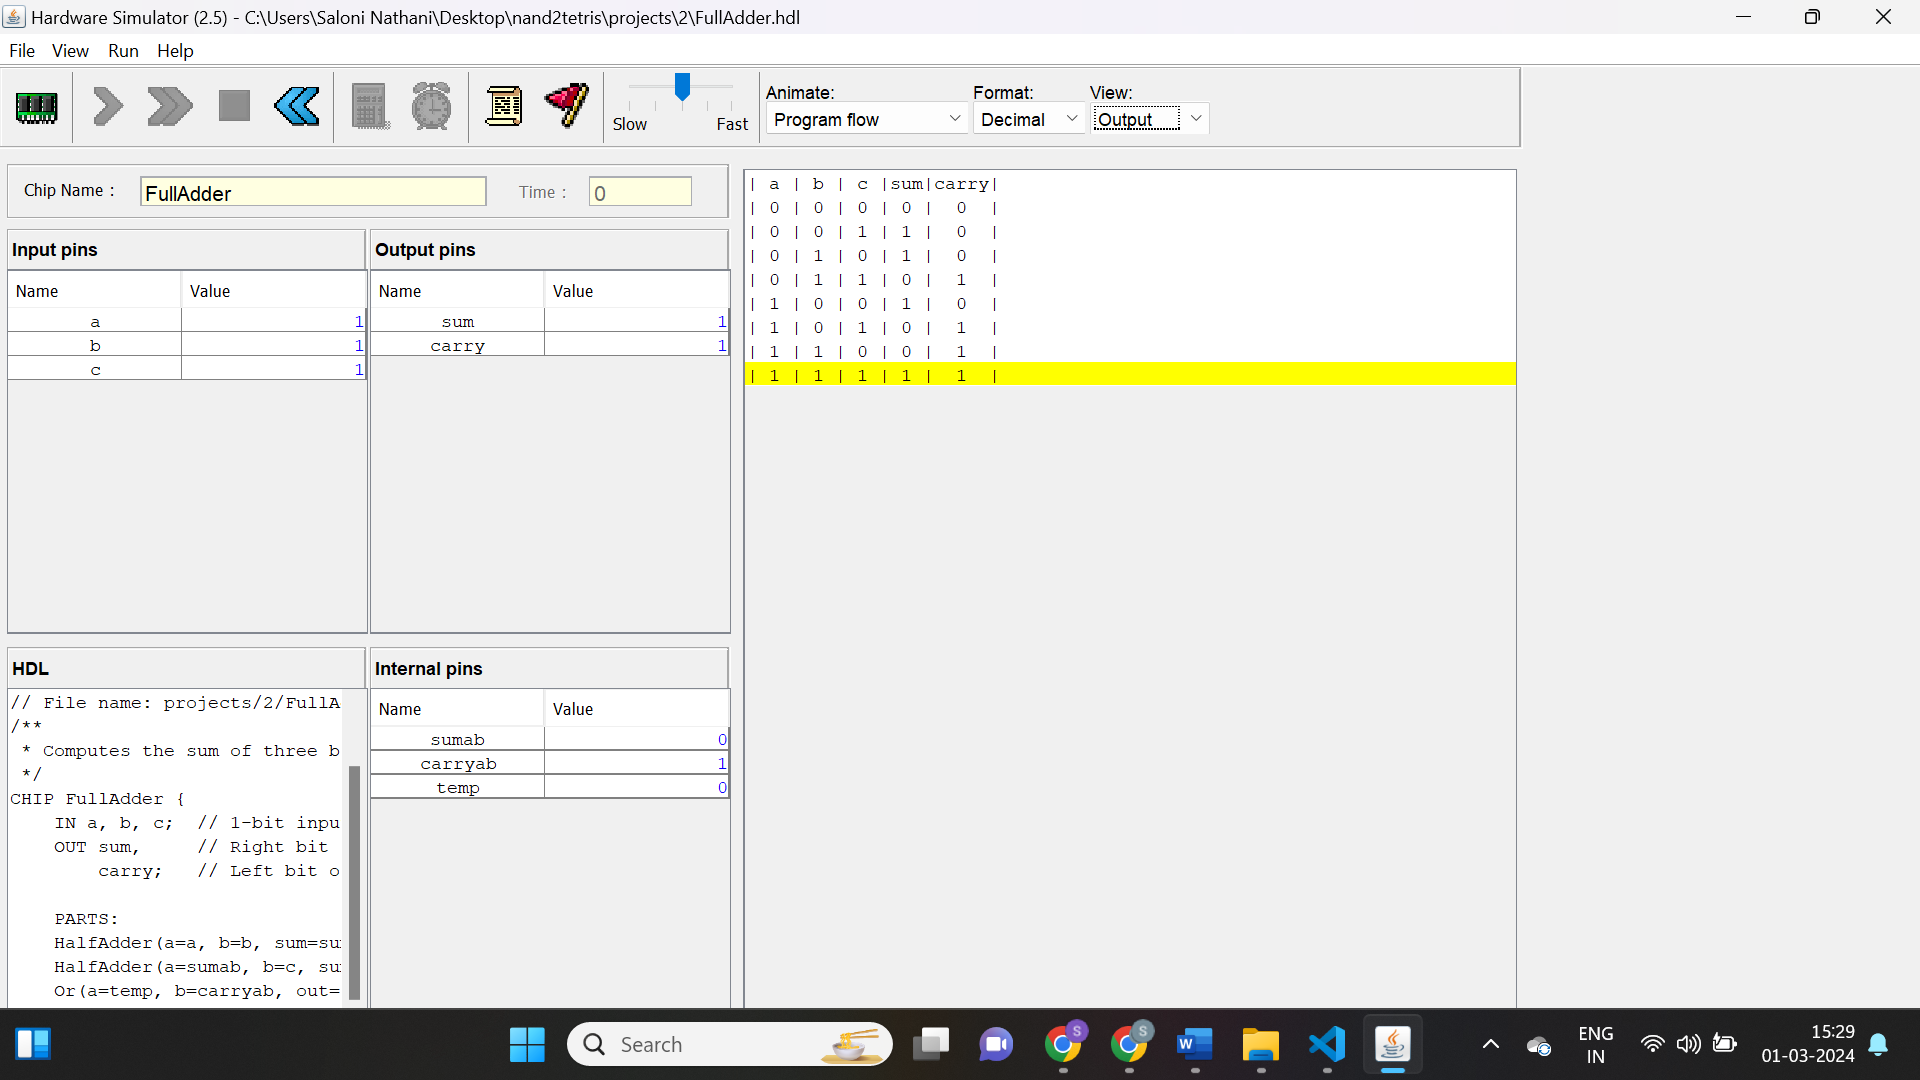 Hardware Simulator (2.5) - C:\Users\Saloni Nathani\Desktop\nand2tetris\projects\2\FullAdder.hdl
File View Run Help
Slow Fast
Animate: Format: View:
Program flow Decimal Output
Chip Name : FullAdder Time : 0
Input pins
Name Value
a 1
b 1
c 1
Output pins
Name Value
sum 1
carry 1
| a | b | c |sum|carry|
| 0 | 0 | 0 | 0 | 0 |
| 0 | 0 | 1 | 1 | 0 |
| 0 | 1 | 0 | 1 | 0 |
| 0 | 1 | 1 | 0 | 1 |
| 1 | 0 | 0 | 1 | 0 |
| 1 | 0 | 1 | 0 | 1 |
| 1 | 1 | 0 | 0 | 1 |
| 1 | 1 | 1 | 1 | 1 |
HDL
// File name: projects/2/FullA
/**
* Computes the sum of three b
*/
CHIP FullAdder {
IN a, b, c; // 1-bit inpu
OUT sum, // Right bit
carry; // Left bit o
PARTS:
HalfAdder(a=a, b=b, sum=su
HalfAdder(a=sumab, b=c, su
Or(a=temp, b=carryab, out=
Internal pins
Name Value
sumab 0
carryab 1
temp 0
Search
S
S
W
ENG
IN
15:29
01-03-2024